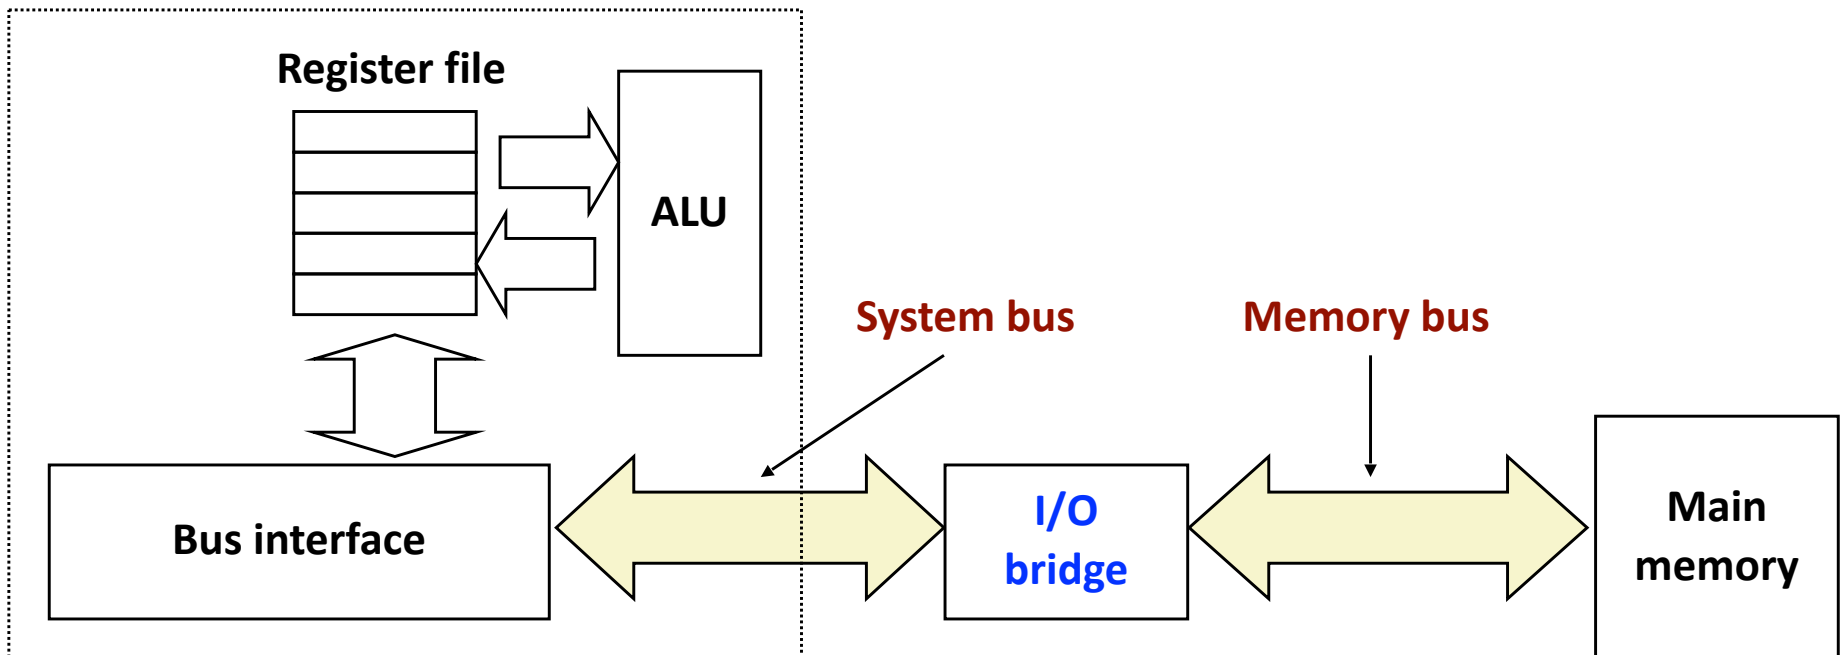 Register file
ALU
System bus
Memory bus
Bus interface
I/O
bridge
Main
memory